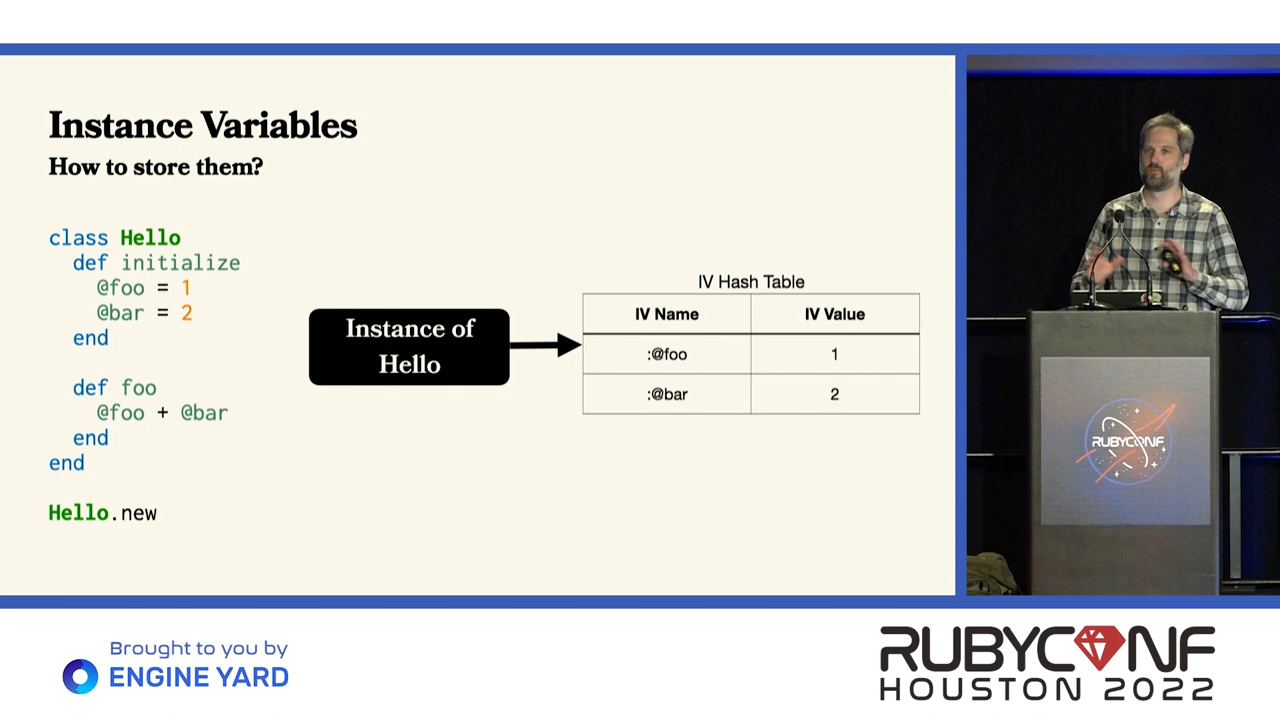 Instance Variables
How to store them?
class Hello
def initialize
@foo = 1
@bar = 2
end
def foo
@foo + @bar
end
end
Hello.new
Instance of
Hello
IV Hash Table
IV Name IV Value
:@foo 1
:@bar 2
RUBYCONF
Brought to you by
ENGINE YARD
RUBYCONF
HOUSTON 2022